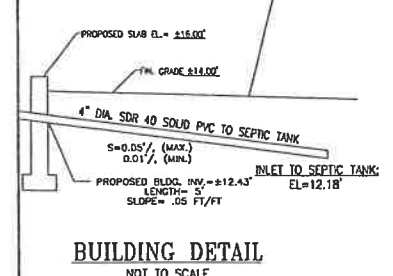 PROPOSED SLAB EL.= ±16.00'
FIN. GRADE ±14.00'
4" DIA. SDR 40 SOLID PVC TO SEPTIC TANK
S=0.05'/, (MAX.)
0.01'/, (MIN.)
INLET TO SEPTIC TANK:
EL=12.18'
PROPOSED BLDG. INV.=±12.43'
LENGTH= 5'
SLOPE= .05 FT/FT
BUILDING DETAIL
NOT TO SCALE